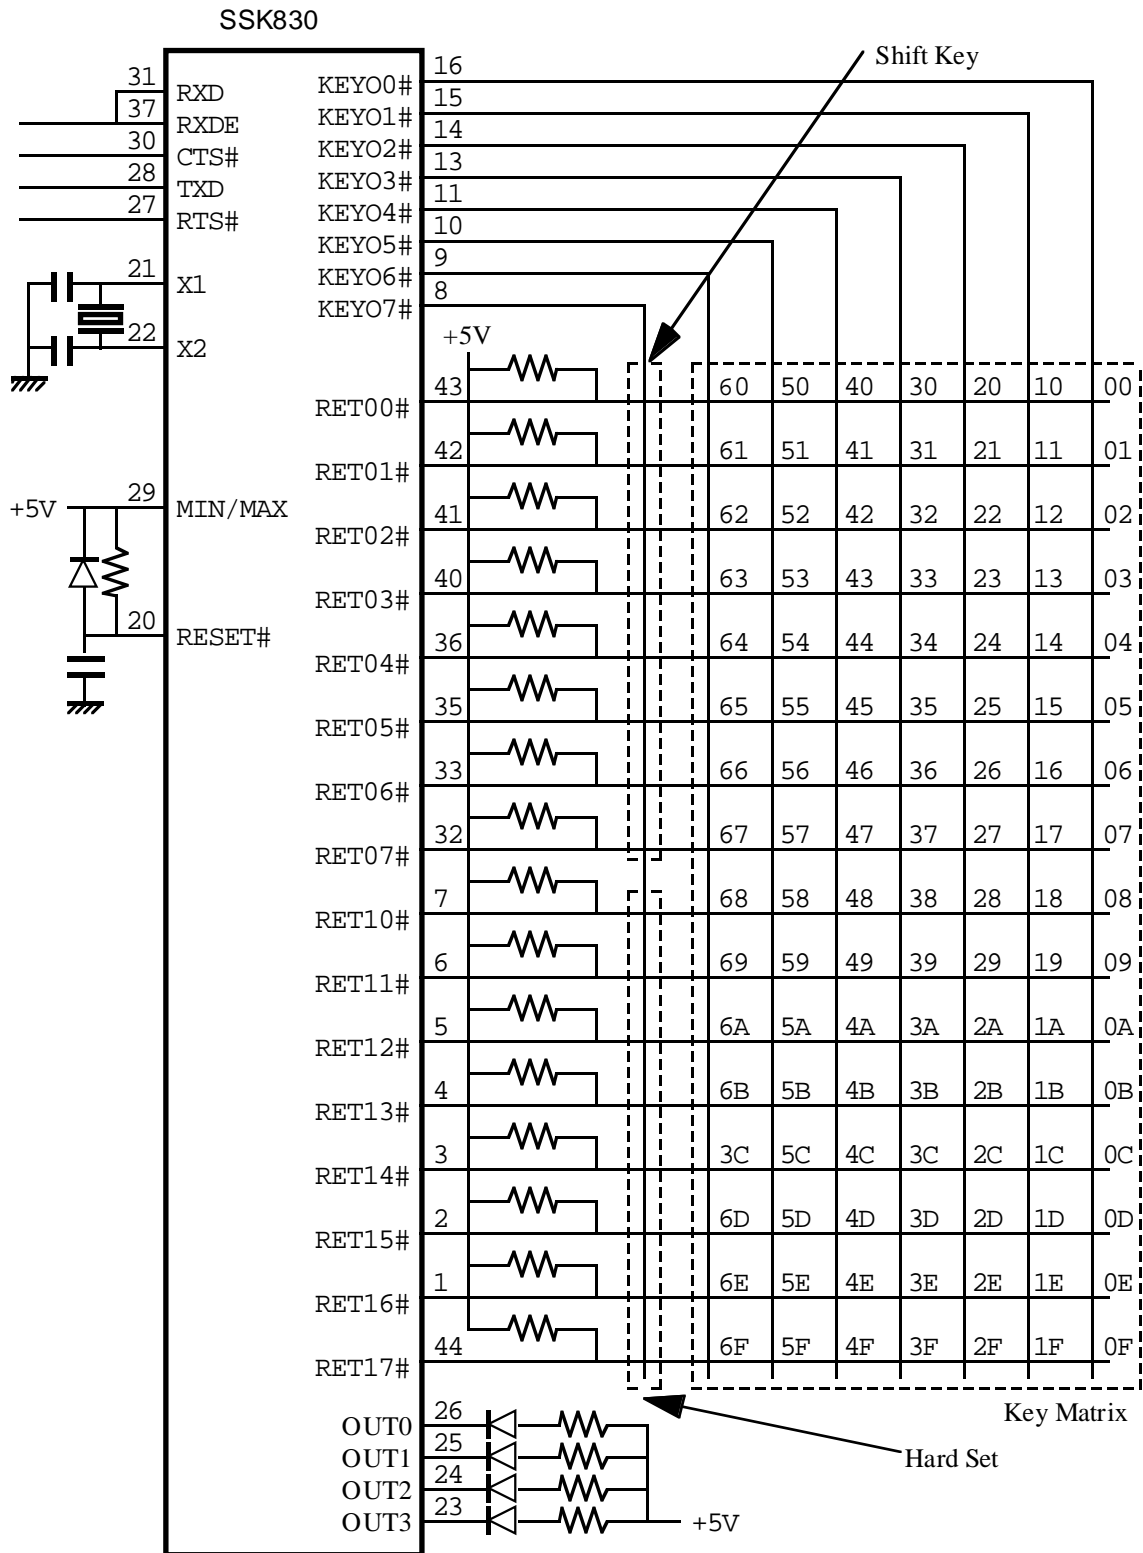 SSK830
Shift Key
16
31 KEYO0#
RXD 15
37 KEYO1#
RXDE 14
30 KEYO2#
CTS# 13
28 KEYO3#
TXD 11
27 KEYO4#
RTS# 10
KEYO5#
9
21 KEYO6#
X1 8
KEYO7#
22 +5V
X2
43 60 50 40 30 20 10 00
RET00#
42 61 51 41 31 21 11 01
RET01#
+5V 29 MIN/MAX
41 62 52 42 32 22 12 02
RET02#
40 63 53 43 33 23 13 03
RET03#
20 RESET#
36 64 54 44 34 24 14 04
RET04#
35 65 55 45 35 25 15 05
RET05#
33 66 56 46 36 26 16 06
RET06#
32 67 57 47 37 27 17 07
RET07#
7 68 58 48 38 28 18 08
RET10#
6 69 59 49 39 29 19 09
RET11#
5 6A 5A 4A 3A 2A 1A 0A
RET12#
4 6B 5B 4B 3B 2B 1B 0B
RET13#
3 3C 5C 4C 3C 2C 1C 0C
RET14#
2 6D 5D 4D 3D 2D 1D 0D
RET15#
1 6E 5E 4E 3E 2E 1E 0E
RET16#
44 6F 5F 4F 3F 2F 1F 0F
RET17#
Key Matrix
26
OUT0
25
OUT1 Hard Set
24
OUT2
23
OUT3 +5V